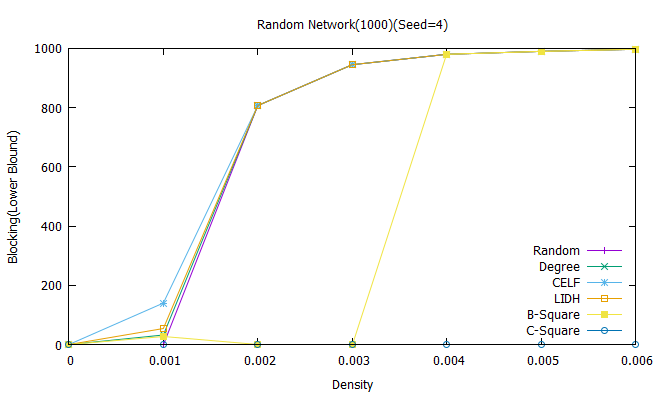 Random Network(1000)(Seed=4)
1000
800
600
400
200
0
Blocking(Lower Blound)
Random
Degree
CELF
LIDH
B-Square
C-Square
0 0.001 0.002 0.003 0.004 0.005 0.006
Density